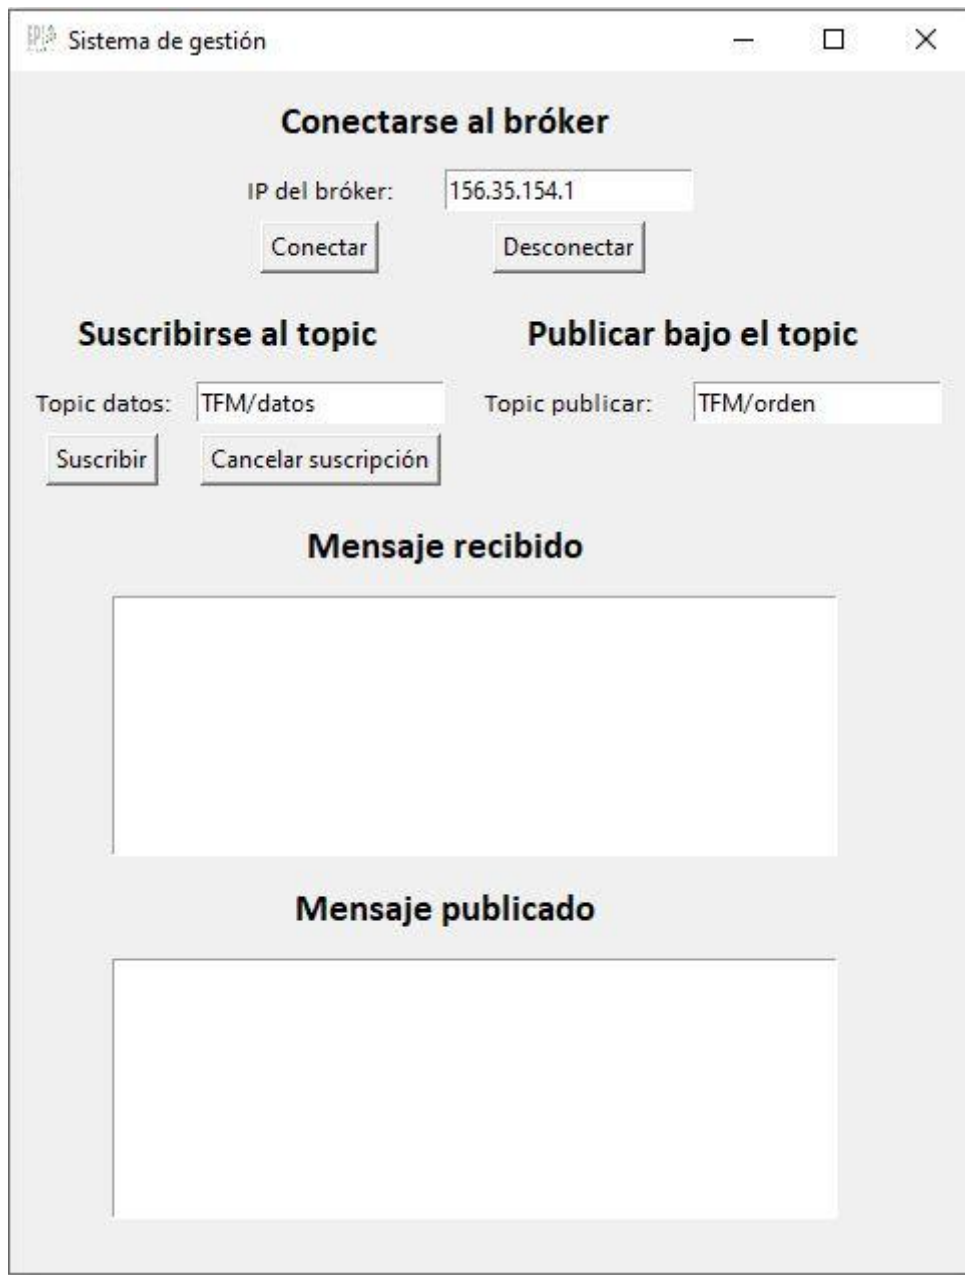 Sistema de gestión
Conectarse al bróker
IP del bróker: 156.35.154.1
Conectar Desconectar
Suscribirse al topic Publicar bajo el topic
Topic datos: TFM/datos Topic publicar: TFM/orden
Suscribir Cancelar suscripción
Mensaje recibido
Mensaje publicado